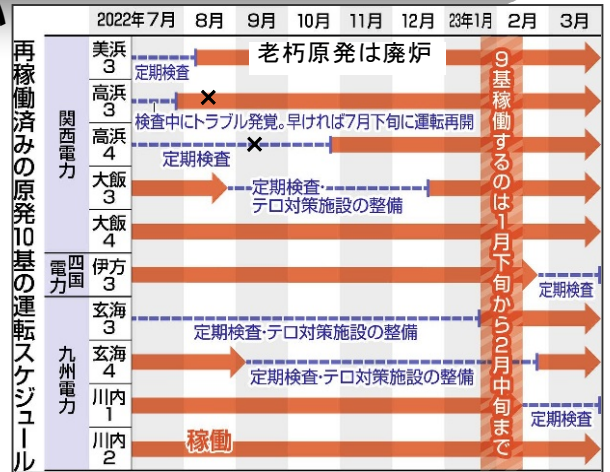 再稼働済みの原発10基の運転スケジュール
2022年7月 8月 9月 10月 11月 12月 23年1月 2月 3月
関西電力
美浜3
定期検査
老朽原発は廃炉
高浜3
×
検査中にトラブル発覚。早ければ7月下旬に運転再開
高浜4
×
定期検査
大飯3
定期検査・
テロ対策施設の整備
大飯4
四国電力
伊方3
定期検査
九州電力
玄海3
定期検査・テロ対策施設の整備
玄海4
定期検査・テロ対策施設の整備
川内1
定期検査
川内2
稼働
9基稼働するのは1月下旬から2月中旬まで